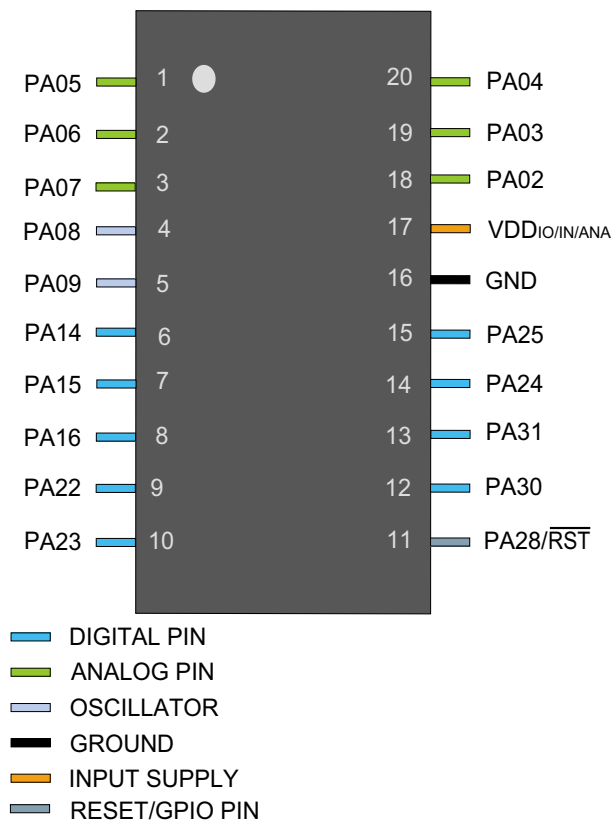 PA05 1 20 PA04
PA06 2 19 PA03
PA07 3 18 PA02
PA08 4 17 VDDIO/IN/ANA
PA09 5 16 GND
PA14 6 15 PA25
PA15 7 14 PA24
PA16 8 13 PA31
PA22 9 12 PA30
PA23 10 11 PA28/R̅S̅T̅
DIGITAL PIN
ANALOG PIN
OSCILLATOR
GROUND
INPUT SUPPLY
RESET/GPIO PIN